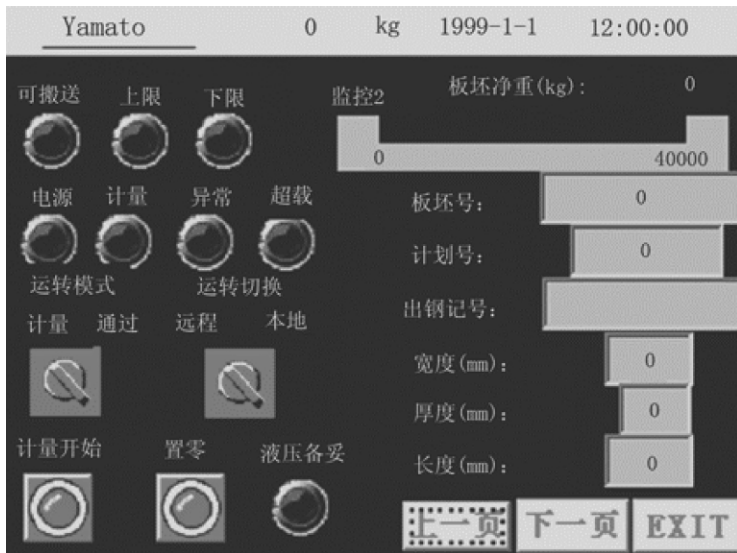 Yamato 0 kg 1999-1-1 12:00:00
可搬送 上限 下限 监控2 板坯净重(kg): 0
0 40000
电源 计量 异常 超载 板坯号: 0
计划号: 0
运转模式 运转切换
出钢记号:
计量 通过 远程 本地
宽度(mm): 0
厚度(mm): 0
计量开始 置零 液压备妥 长度(mm): 0
上一页 下一页 EXIT